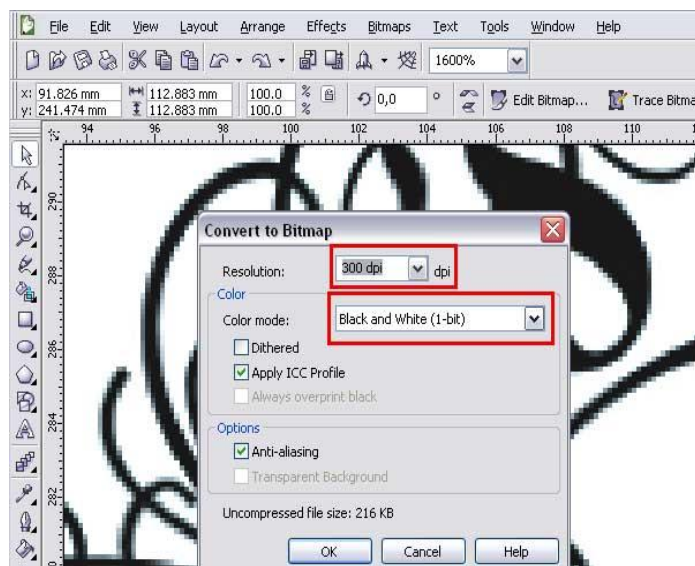 File Edit View Layout Arrange Effects Bitmaps Text Tools Window Help
1600%
x: 91.826 mm 112.883 mm 100.0 % 0,0 ° Edit Bitmap... Trace Bitma
y: 241.474 mm 112.883 mm 100.0 %
94 96 98 100 102 104 106 108 110
290
288
286
284
282
Convert to Bitmap
Resolution: 300 dpi dpi
Color
Color mode: Black and White (1-bit)
Dithered
Apply ICC Profile
Always overprint black
Options
Anti-aliasing
Transparent Background
Uncompressed file size: 216 KB
OK Cancel Help